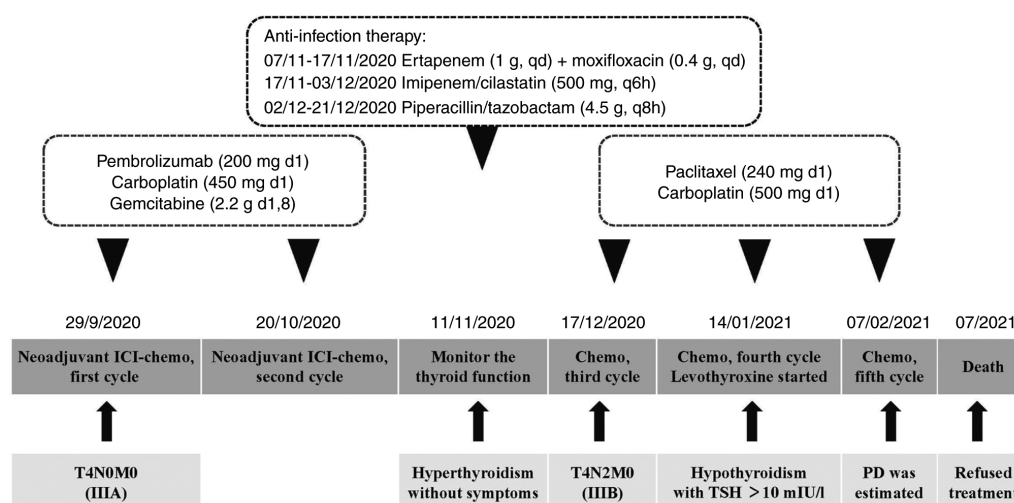 Anti-infection therapy:
07/11-17/11/2020 Ertapenem (1 g, qd) + moxifloxacin (0.4 g, qd)
17/11-03/12/2020 Imipenem/cilastatin (500 mg, q6h)
02/12-21/12/2020 Piperacillin/tazobactam (4.5 g, q8h)
Pembrolizumab (200 mg d1)
Carboplatin (450 mg d1)
Gemcitabine (2.2 g d1,8)
Paclitaxel (240 mg d1)
Carboplatin (500 mg d1)
29/9/2020
20/10/2020
11/11/2020
17/12/2020
14/01/2021
07/02/2021
07/2021
Neoadjuvant ICI-chemo,
first cycle
Neoadjuvant ICI-chemo,
second cycle
Monitor the
thyroid function
Chemo,
third cycle
Chemo, fourth cycle
Levothyroxine started
Chemo,
fifth cycle
Death
T4N0M0
(IIIA)
Hyperthyroidism
without symptoms
T4N2M0
(IIIB)
Hypothyroidism
with TSH >10 mIU/l
PD was
estimated
Refused
treatment